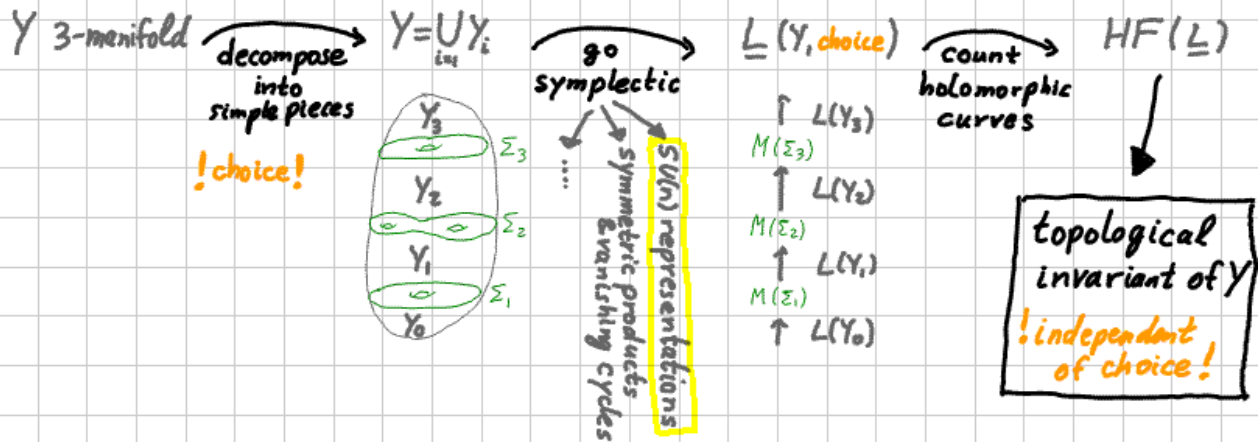 Y 3-manifold
decompose
into
simple pieces
!choice!
Y = ∪ Yi
i=1
Y3
Σ3
Y2
Σ2
Y1
Σ1
Y0
go
symplectic
....
symmetric products
& vanishing cycles
SU(n) representations
L (Y, choice)
L(Y3)
M(Σ3)
L(Y2)
M(Σ2)
L(Y1)
M(Σ1)
L(Y0)
count
holomorphic
curves
HF(L)
topological
invariant of Y
!independant
of choice!